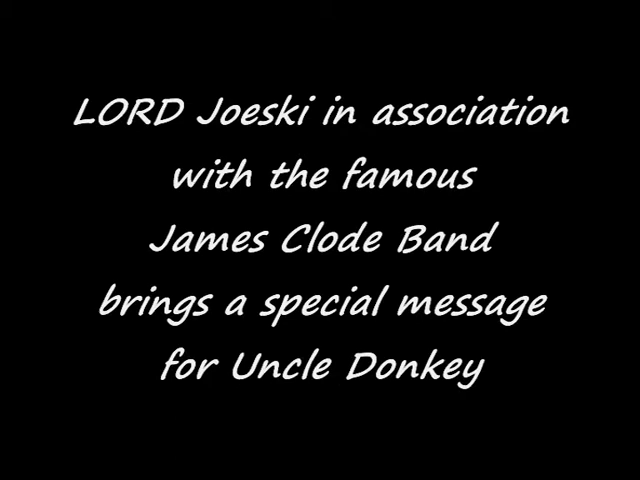 LORD Joeski in association
with the famous
James Clode Band
brings a special message
for Uncle Donkey